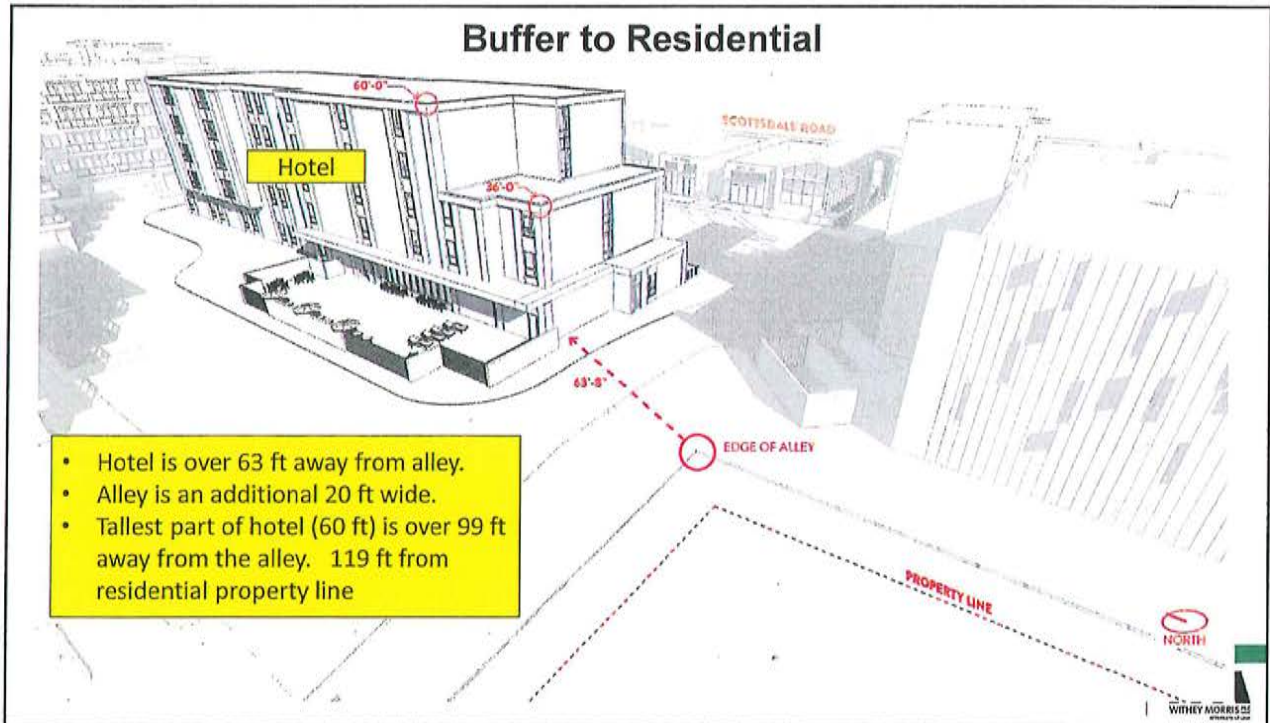 Buffer to Residential
60'-0"
SCOTTSDALE ROAD
Hotel
36'-0"
63'-8"
EDGE OF ALLEY
• Hotel is over 63 ft away from alley.
• Alley is an additional 20 ft wide.
• Tallest part of hotel (60 ft) is over 99 ft
away from the alley. 119 ft from
residential property line
PROPERTY LINE
NORTH
WITHEY MORRIS